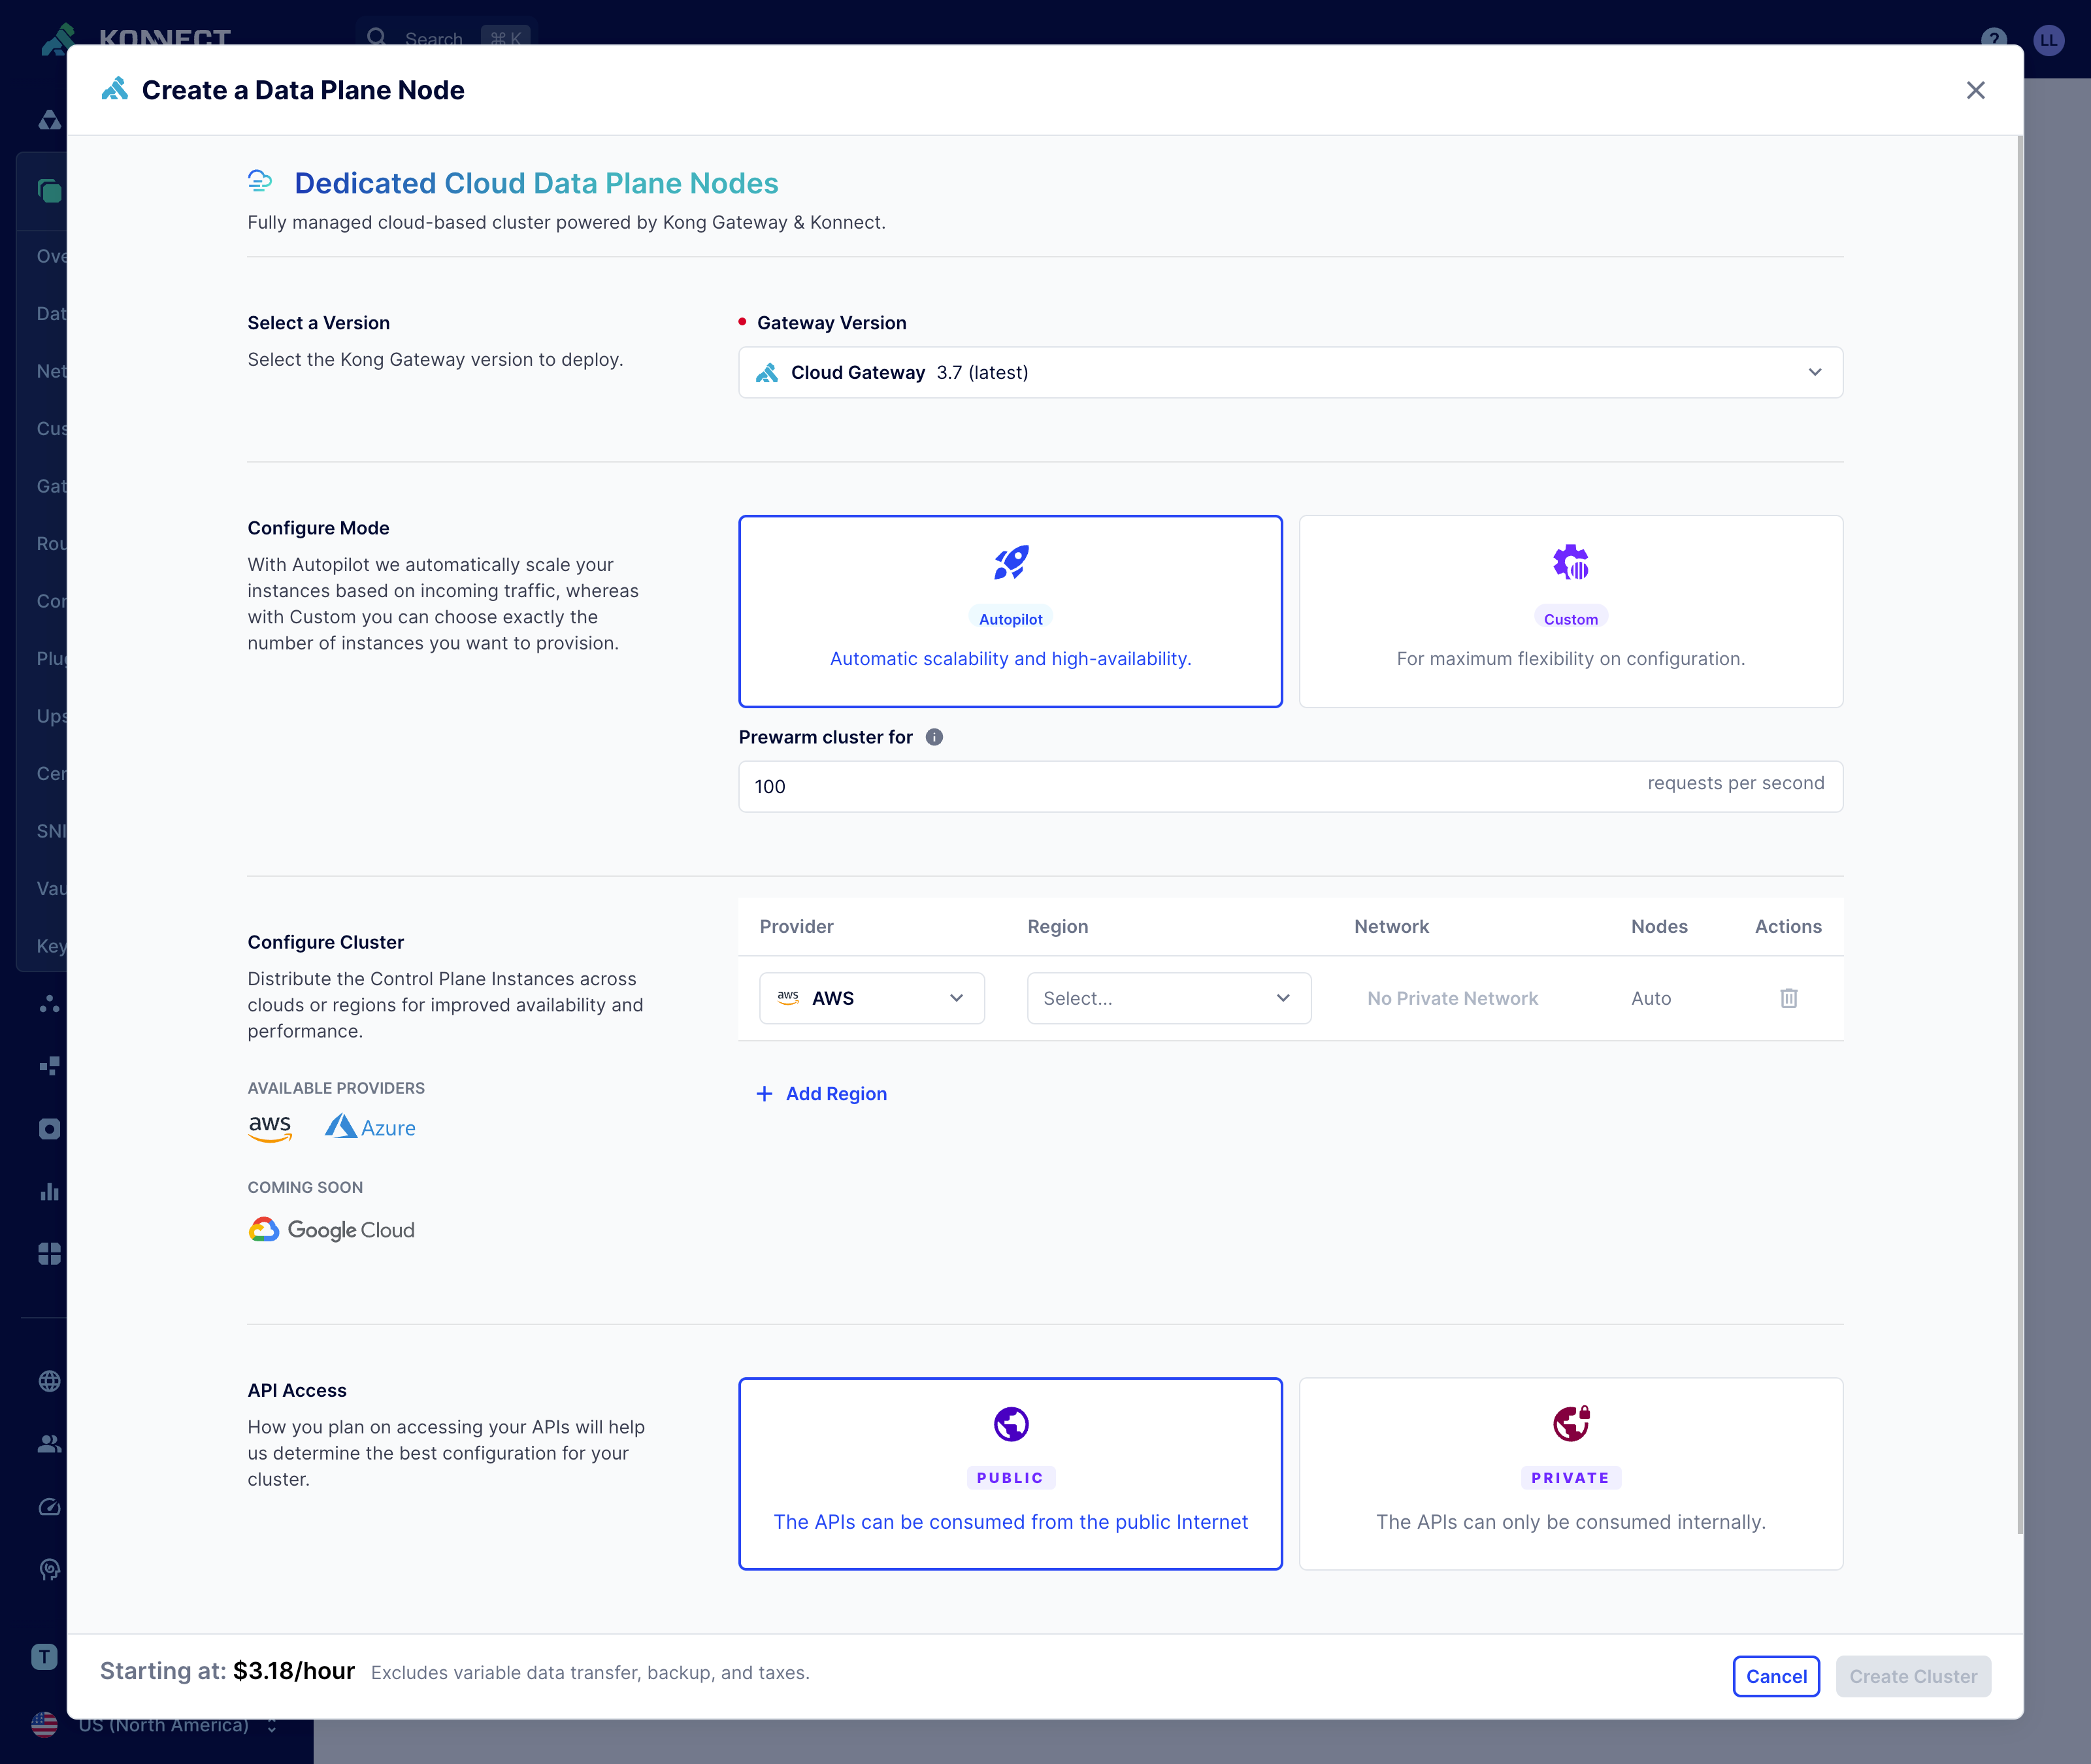 KONNECT
Search ⌘ K
?
LL
Create a Data Plane Node
Dedicated Cloud Data Plane Nodes
Fully managed cloud-based cluster powered by Kong Gateway & Konnect.
Select a Version
Select the Kong Gateway version to deploy.
Gateway Version
Cloud Gateway 3.7 (latest)
Configure Mode
With Autopilot we automatically scale your
instances based on incoming traffic, whereas
with Custom you can choose exactly the
number of instances you want to provision.
Autopilot
Automatic scalability and high-availability.
Custom
For maximum flexibility on configuration.
Prewarm cluster for
100
requests per second
Configure Cluster
Distribute the Control Plane Instances across
clouds or regions for improved availability and
performance.
AVAILABLE PROVIDERS
aws
Azure
COMING SOON
Google Cloud
Provider Region Network Nodes Actions
aws AWS Select... No Private Network Auto
+ Add Region
API Access
How you plan on accessing your APIs will help
us determine the best configuration for your
cluster.
PUBLIC
The APIs can be consumed from the public Internet
PRIVATE
The APIs can only be consumed internally.
Ove
Dat
Net
Cus
Gat
Rou
Con
Plug
Ups
Cer
SNI
Vau
Key
T
Starting at: $3.18/hour Excludes variable data transfer, backup, and taxes.
Cancel
Create Cluster
US (North America)